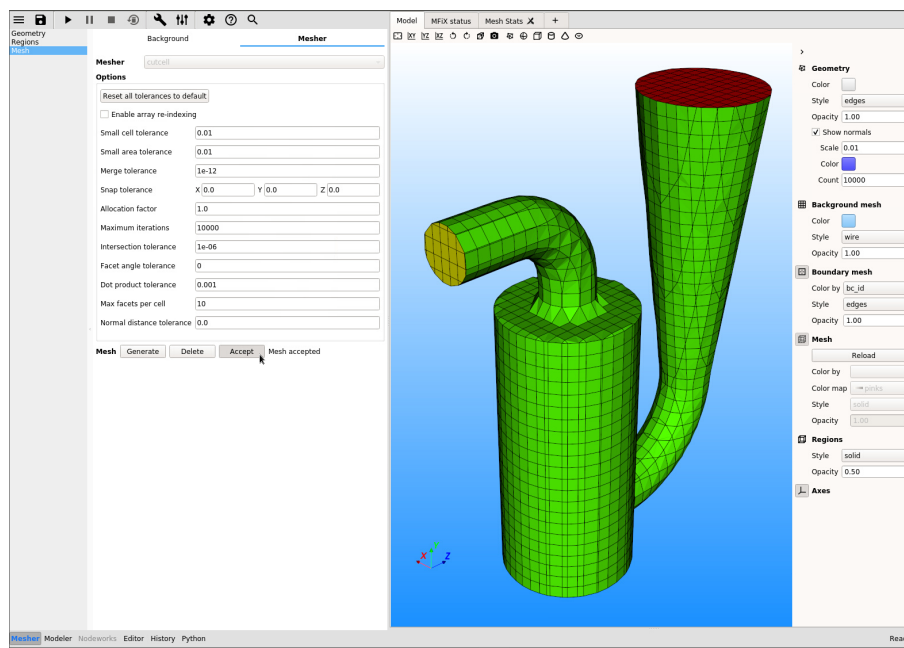 Model MFiX status Mesh Stats +
Geometry
Regions
Mesh
Background Mesher
Mesher cutcell
Options
Reset all tolerances to default
Enable array re-indexing
Small cell tolerance 0.01
Small area tolerance 0.01
Merge tolerance 1e-12
Snap tolerance X 0.0 Y 0.0 Z 0.0
Allocation factor 1.0
Maximum iterations 10000
Intersection tolerance 1e-06
Facet angle tolerance 0
Dot product tolerance 0.001
Max facets per cell 10
Normal distance tolerance 0.0
Mesh Generate Delete Accept Mesh accepted
XY YZ XZ
X Y Z
Geometry
Color
Style edges
Opacity 1.00
Show normals
Scale 0.01
Color
Count 10000
Background mesh
Color
Style wire
Opacity 1.00
Boundary mesh
Color by bc_id
Style edges
Opacity 1.00
Mesh
Reload
Color by
Color map pinks
Style solid
Opacity 1.00
Regions
Style solid
Opacity 0.50
Axes
Mesher Modeler Nodeworks Editor History Python